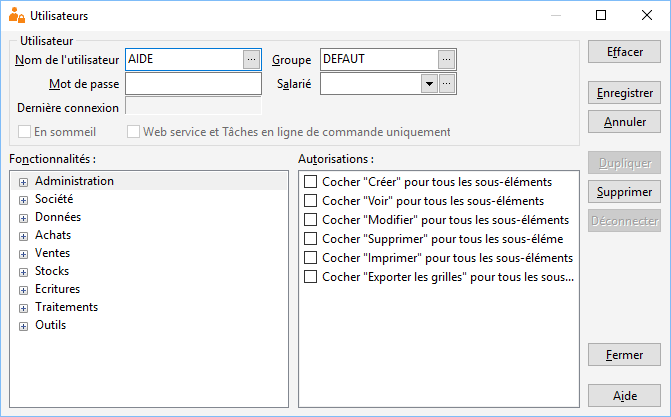 Utilisateurs
Utilisateur
Nom de l'utilisateur AIDE ... Groupe DEFAUT ...
Mot de passe Salarié ...
Dernière connexion
En sommeil Web service et Tâches en ligne de commande uniquement
Effacer
Enregistrer
Annuler
Dupliquer
Supprimer
Déconnecter
Fermer
Aide
Fonctionnalités :
Administration
Société
Données
Achats
Ventes
Stocks
Ecritures
Traitements
Outils
Autorisations :
Cocher "Créer" pour tous les sous-éléments
Cocher "Voir" pour tous les sous-éléments
Cocher "Modifier" pour tous les sous-éléments
Cocher "Supprimer" pour tous les sous-éléme
Cocher "Imprimer" pour tous les sous-éléments
Cocher "Exporter les grilles" pour tous les sous...